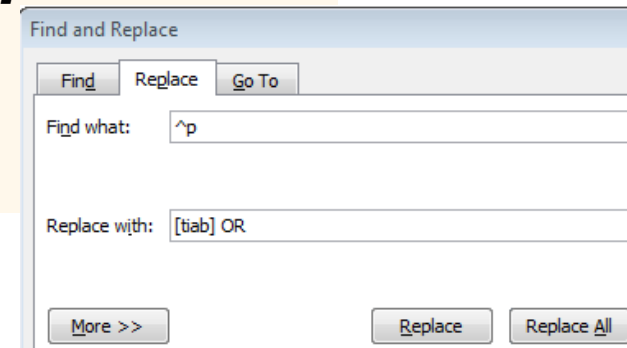 Find and Replace
Find Replace Go To
Find what: ^p
Replace with: [tiab] OR
More >> Replace Replace All